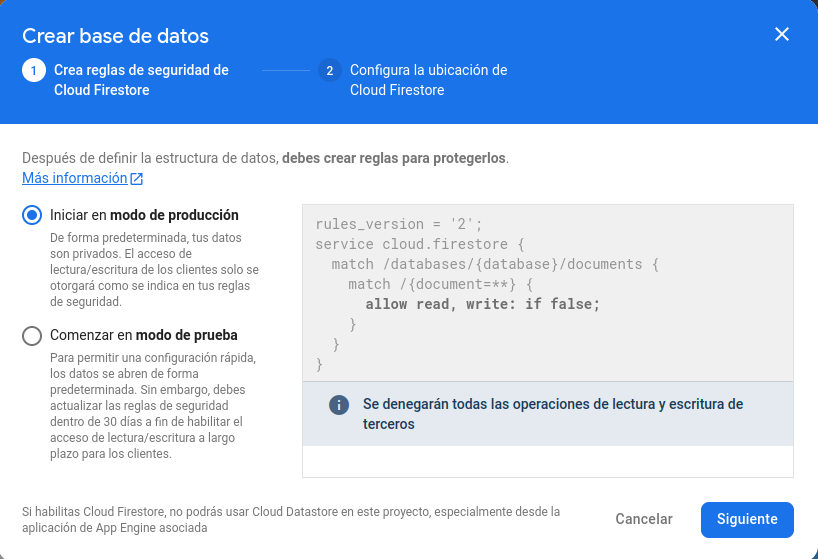 Crear base de datos
1 Crea reglas de seguridad de
Cloud Firestore
2 Configura la ubicación de
Cloud Firestore
Después de definir la estructura de datos, debes crear reglas para protegerlos.
Más información
Iniciar en modo de producción
De forma predeterminada, tus datos
son privados. El acceso de
lectura/escritura de los clientes solo se
otorgará como se indica en tus reglas
de seguridad.
Comenzar en modo de prueba
Para permitir una configuración rápida,
los datos se abren de forma
predeterminada. Sin embargo, debes
actualizar las reglas de seguridad
dentro de 30 días a fin de habilitar el
acceso de lectura/escritura a largo
plazo para los clientes.
rules_version = '2';
service cloud.firestore {
  match /databases/{database}/documents {
    match /{document=**} {
      allow read, write: if false;
    }
  }
}
Se denegarán todas las operaciones de lectura y escritura de
terceros
Si habilitas Cloud Firestore, no podrás usar Cloud Datastore en este proyecto, especialmente desde la
aplicación de App Engine asociada
Cancelar
Siguiente